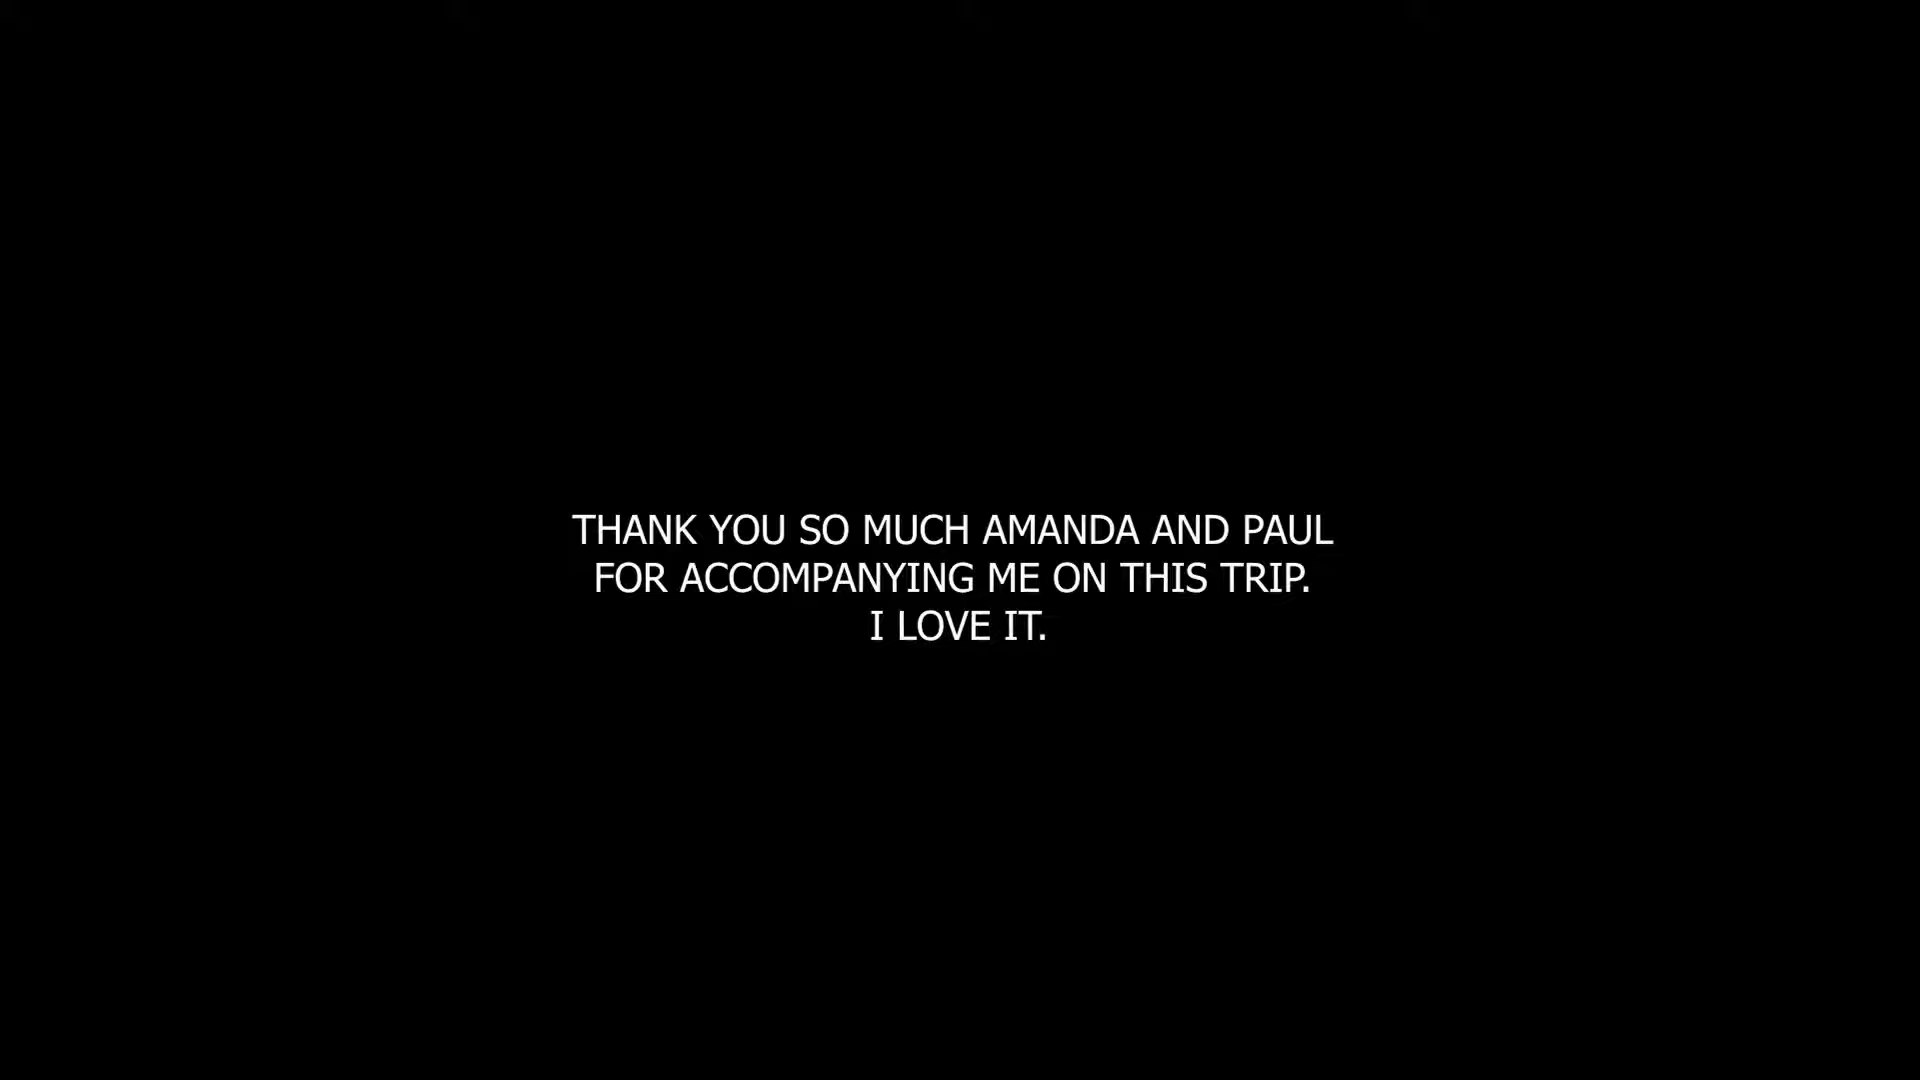 THANK YOU SO MUCH AMANDA AND PAUL
FOR ACCOMPANYING ME ON THIS TRIP.
I LOVE IT.